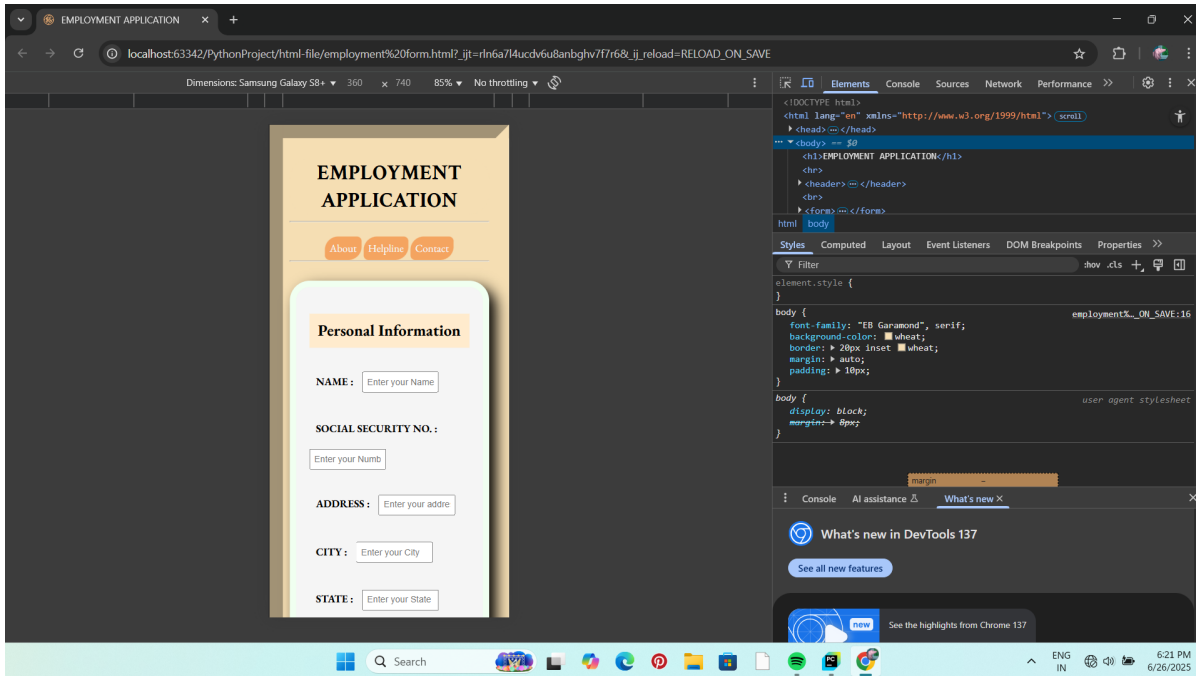 EMPLOYMENT APPLICATION
localhost:63342/PythonProject/html-file/employment%20form.html?_ijt=rln6a7l4ucdv6u8anbghv7f7r6&_ij_reload=RELOAD_ON_SAVE
Dimensions: Samsung Galaxy S8+ 360 x 740 85% No throttling
Elements Console Sources Network Performance
<!DOCTYPE html>
<html lang="en" xmlns="http://www.w3.org/1999/html"> scroll
<head> … </head>
<body> == $0
<h1>EMPLOYMENT APPLICATION</h1>
<hr>
<header> … </header>
<br>
<form> … </form>
html body
Styles Computed Layout Event Listeners DOM Breakpoints Properties
Filter :hov .cls
element.style {
}
body { employment%…_ON_SAVE:16
font-family: "EB Garamond", serif;
background-color: wheat;
border: 20px inset wheat;
margin: auto;
padding: 10px;
}
body { user agent stylesheet
display: block;
margin: 8px;
}
margin –
Console AI assistance What's new
What's new in DevTools 137
See all new features
new
See the highlights from Chrome 137
EMPLOYMENT
APPLICATION
About Helpline Contact
Personal Information
NAME : Enter your Name
SOCIAL SECURITY NO. :
Enter your Numb
ADDRESS : Enter your addre
CITY : Enter your City
STATE : Enter your State
Search
PC
ENG
IN
6:21 PM
6/26/2025